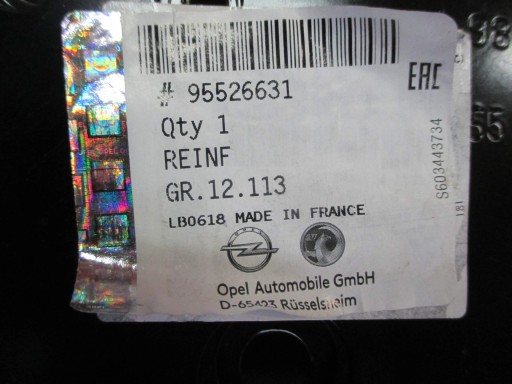 # 95526631
EAC
Qty 1
REINF
GR.12.113
LB0618 MADE IN FRANCE
Opel Automobile GmbH
D-65423 Rüsselsheim
S603443734